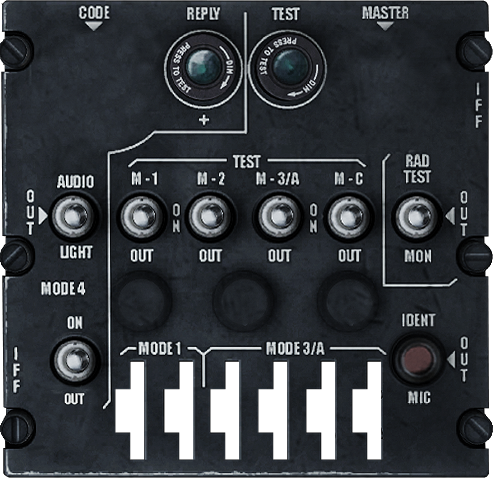 CODE
REPLY
TEST
MASTER
PRESS TO TEST
DIM
PRESS TO TEST
DIM
+
IFF
TEST
RAD
TEST
AUDIO
M-1
M-2
M-3/A
M-C
OUT
ON
ON
OUT
LIGHT
OUT
OUT
OUT
OUT
MON
MODE 4
ON
IDENT
MODE 1
MODE 3/A
OUT
IFF
OUT
MIC